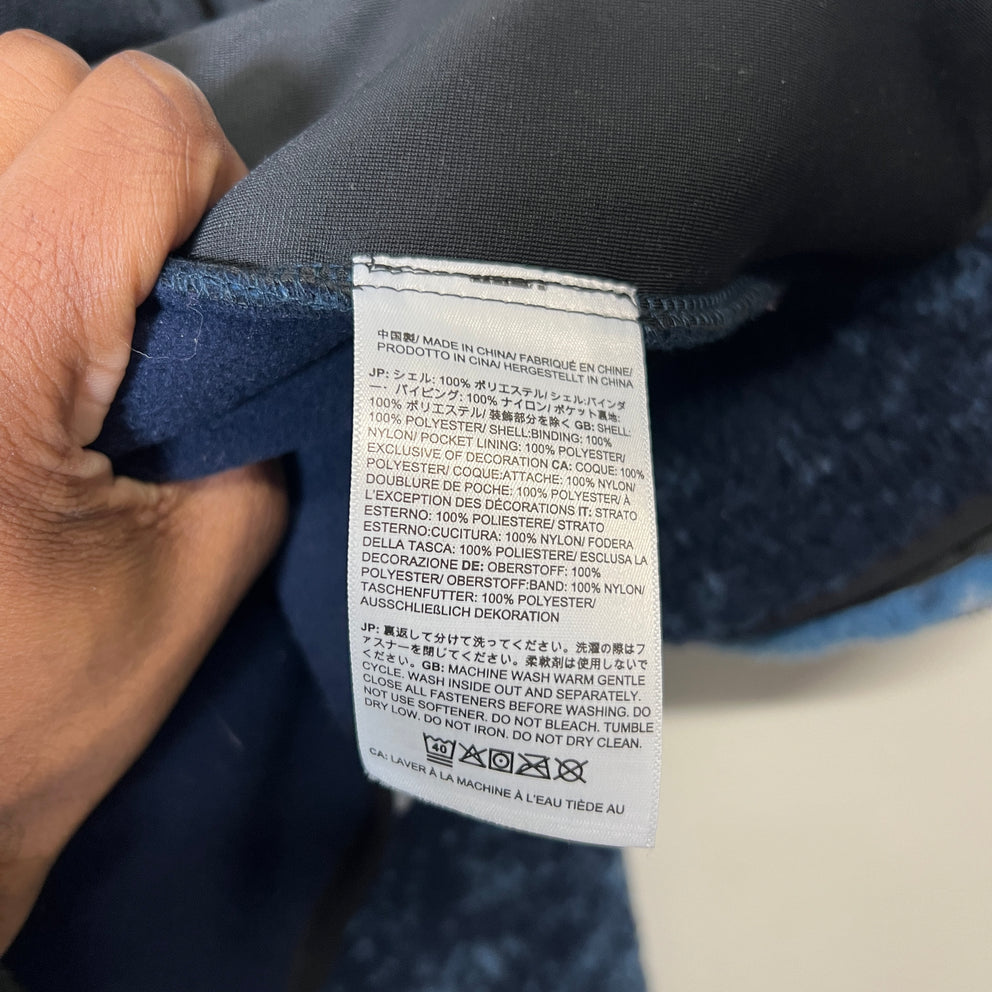 中国製/ MADE IN CHINA/ FABRIQUÉ EN CHINE/
PRODOTTO IN CINA/ HERGESTELLT IN CHINA
JP: シェル: 100% ポリエステル/ シェル:バインダ
ー・パイピング: 100% ナイロン/ ポケット裏地:
100% ポリエステル/ 装飾部分を除く GB: SHELL:
100% POLYESTER/ SHELL:BINDING: 100%
NYLON/ POCKET LINING: 100% POLYESTER/
EXCLUSIVE OF DECORATION CA: COQUE: 100%
POLYESTER/ COQUE:ATTACHE: 100% NYLON/
DOUBLURE DE POCHE: 100% POLYESTER/ À
L'EXCEPTION DES DÉCORATIONS IT: STRATO
ESTERNO: 100% POLIESTERE/ STRATO
ESTERNO:CUCITURA: 100% NYLON/ FODERA
DELLA TASCA: 100% POLIESTERE/ ESCLUSA LA
DECORAZIONE DE: OBERSTOFF: 100%
POLYESTER/ OBERSTOFF:BAND: 100% NYLON/
TASCHENFUTTER: 100% POLYESTER/
AUSSCHLIEßLICH DEKORATION
JP: 裏返して分けて洗ってください。洗濯の際はフ
ァスナーを閉じてください。柔軟剤は使用しないで
ください。GB: MACHINE WASH WARM GENTLE
CYCLE. WASH INSIDE OUT AND SEPARATELY.
CLOSE ALL FASTENERS BEFORE WASHING. DO
NOT USE SOFTENER. DO NOT BLEACH. TUMBLE
DRY LOW. DO NOT IRON. DO NOT DRY CLEAN.
40
CA: LAVER À LA MACHINE À L'EAU TIÈDE AU